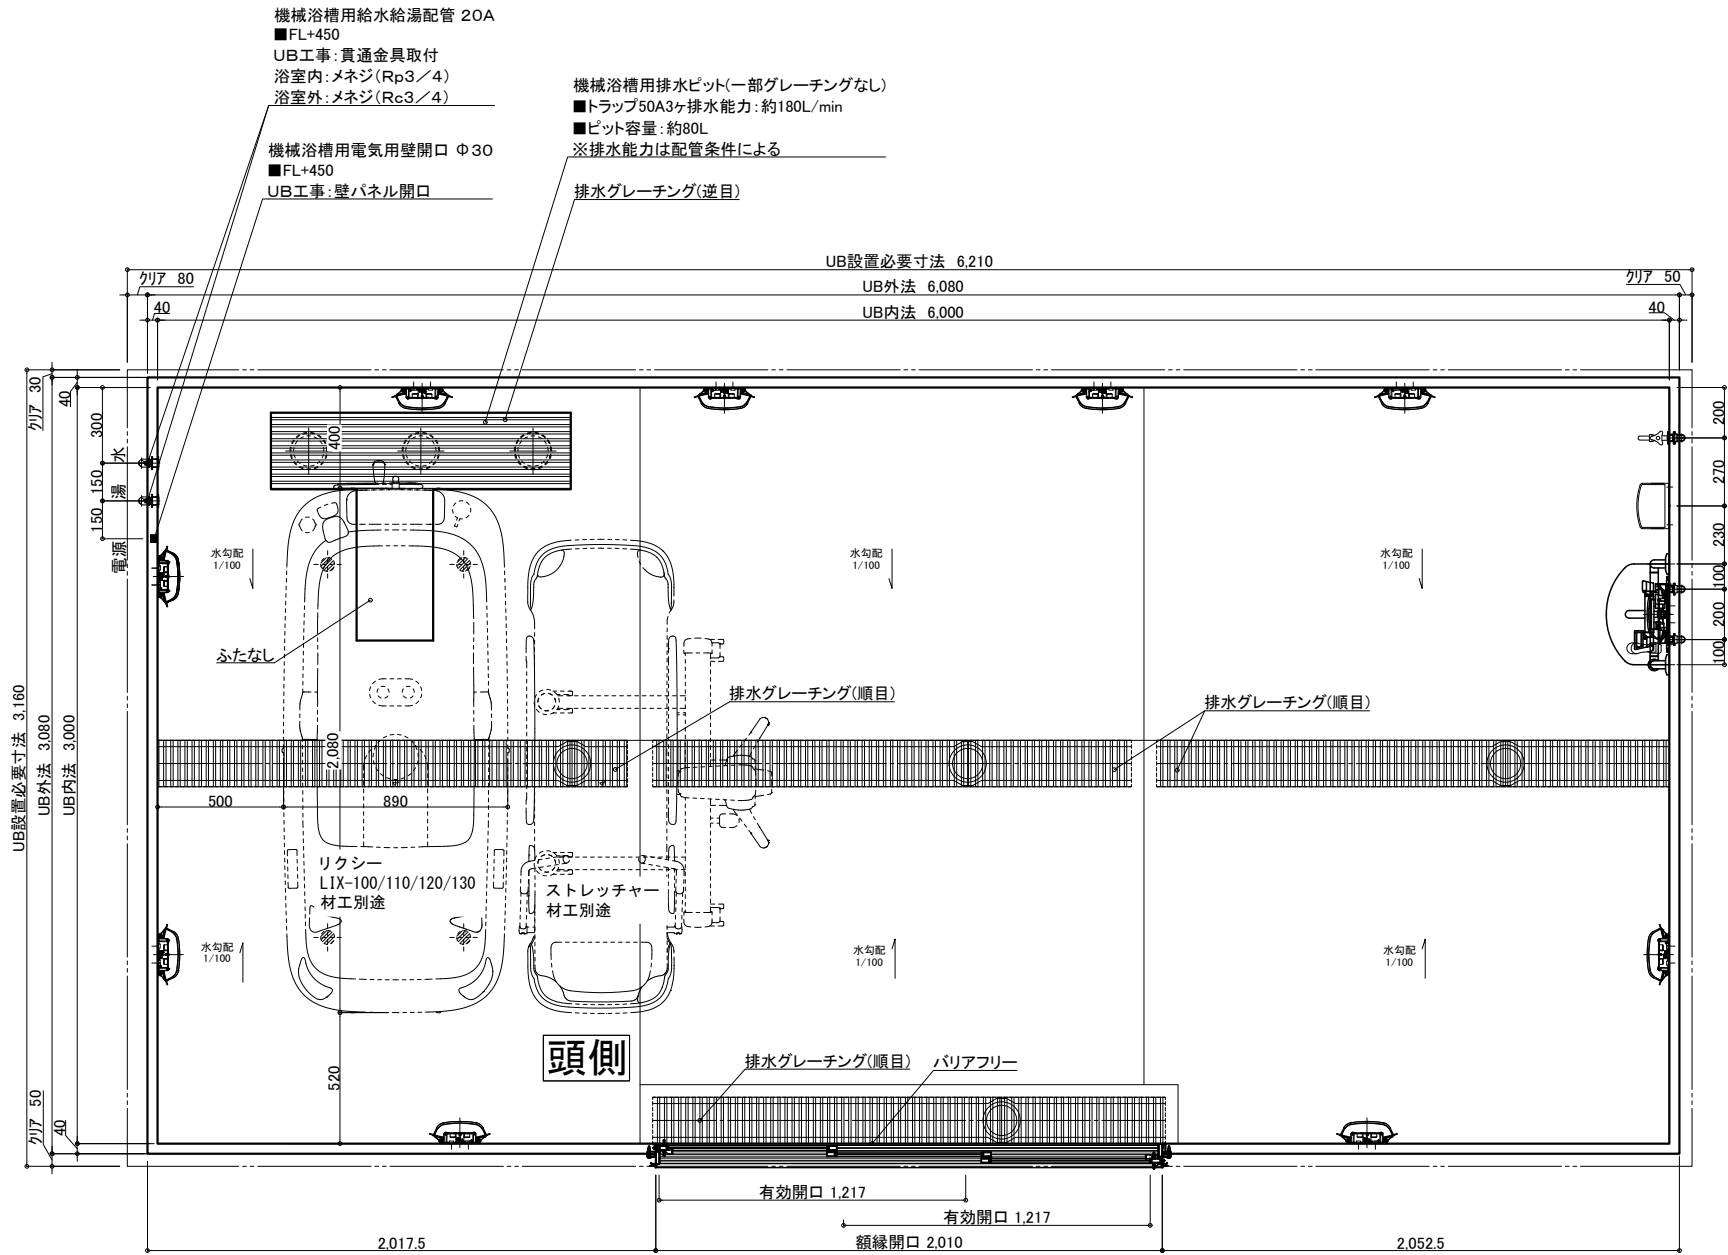 機械浴槽用給水給湯配管 20A
■FL+450
UB工事:貫通金具取付
浴室内:メネジ(Rp3/4)
浴室外:メネジ(Rc3/4)
機械浴槽用電気用壁開口 Φ30
■FL+450
UB工事:壁パネル開口
機械浴槽用排水ピット(一部グレーチングなし)
■トラップ50A3ヶ排水能力:約180L/min
■ピット容量:約80L
※排水能力は配管条件による
排水グレーチング(逆目)
UB設置必要寸法 6,210
クリア 80
UB外法 6,080
クリア 50
40
UB内法 6,000
40
クリア 30
40
300
150
150
水
湯
電源
400
200
270
230
100
200
100
水勾配
1/100
水勾配
1/100
水勾配
1/100
ふたなし
排水グレーチング(順目)
排水グレーチング(順目)
UB設置必要寸法 3,160
UB外法 3,080
UB内法 3,000
2,080
500
890
リクシー
LIX-100/110/120/130
材工別途
ストレッチャー
材工別途
水勾配
1/100
水勾配
1/100
水勾配
1/100
頭側
520
排水グレーチング(順目)
バリアフリー
クリア 50
40
有効開口 1,217
有効開口 1,217
2,017.5
額縁開口 2,010
2,052.5